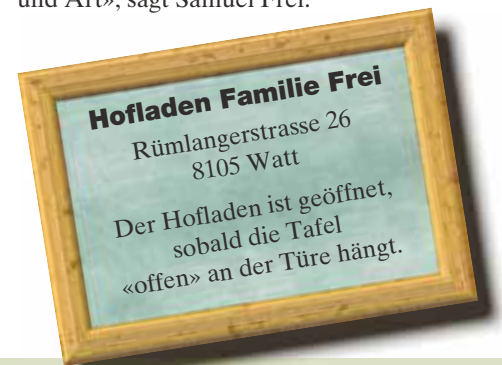 und Art», sagt Samuel Frei.
Hofladen Familie Frei
Rümlangerstrasse 26
8105 Watt
Der Hofladen ist geöffnet,
sobald die Tafel
«offen» an der Türe hängt.